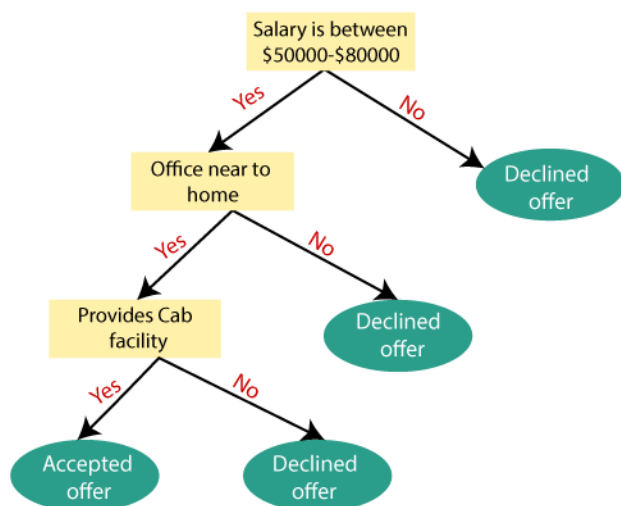 Salary is between
$50000-$80000
Yes
No
Office near to
home
Declined
offer
Yes
No
Provides Cab
facility
Declined
offer
Yes
No
Accepted
offer
Declined
offer